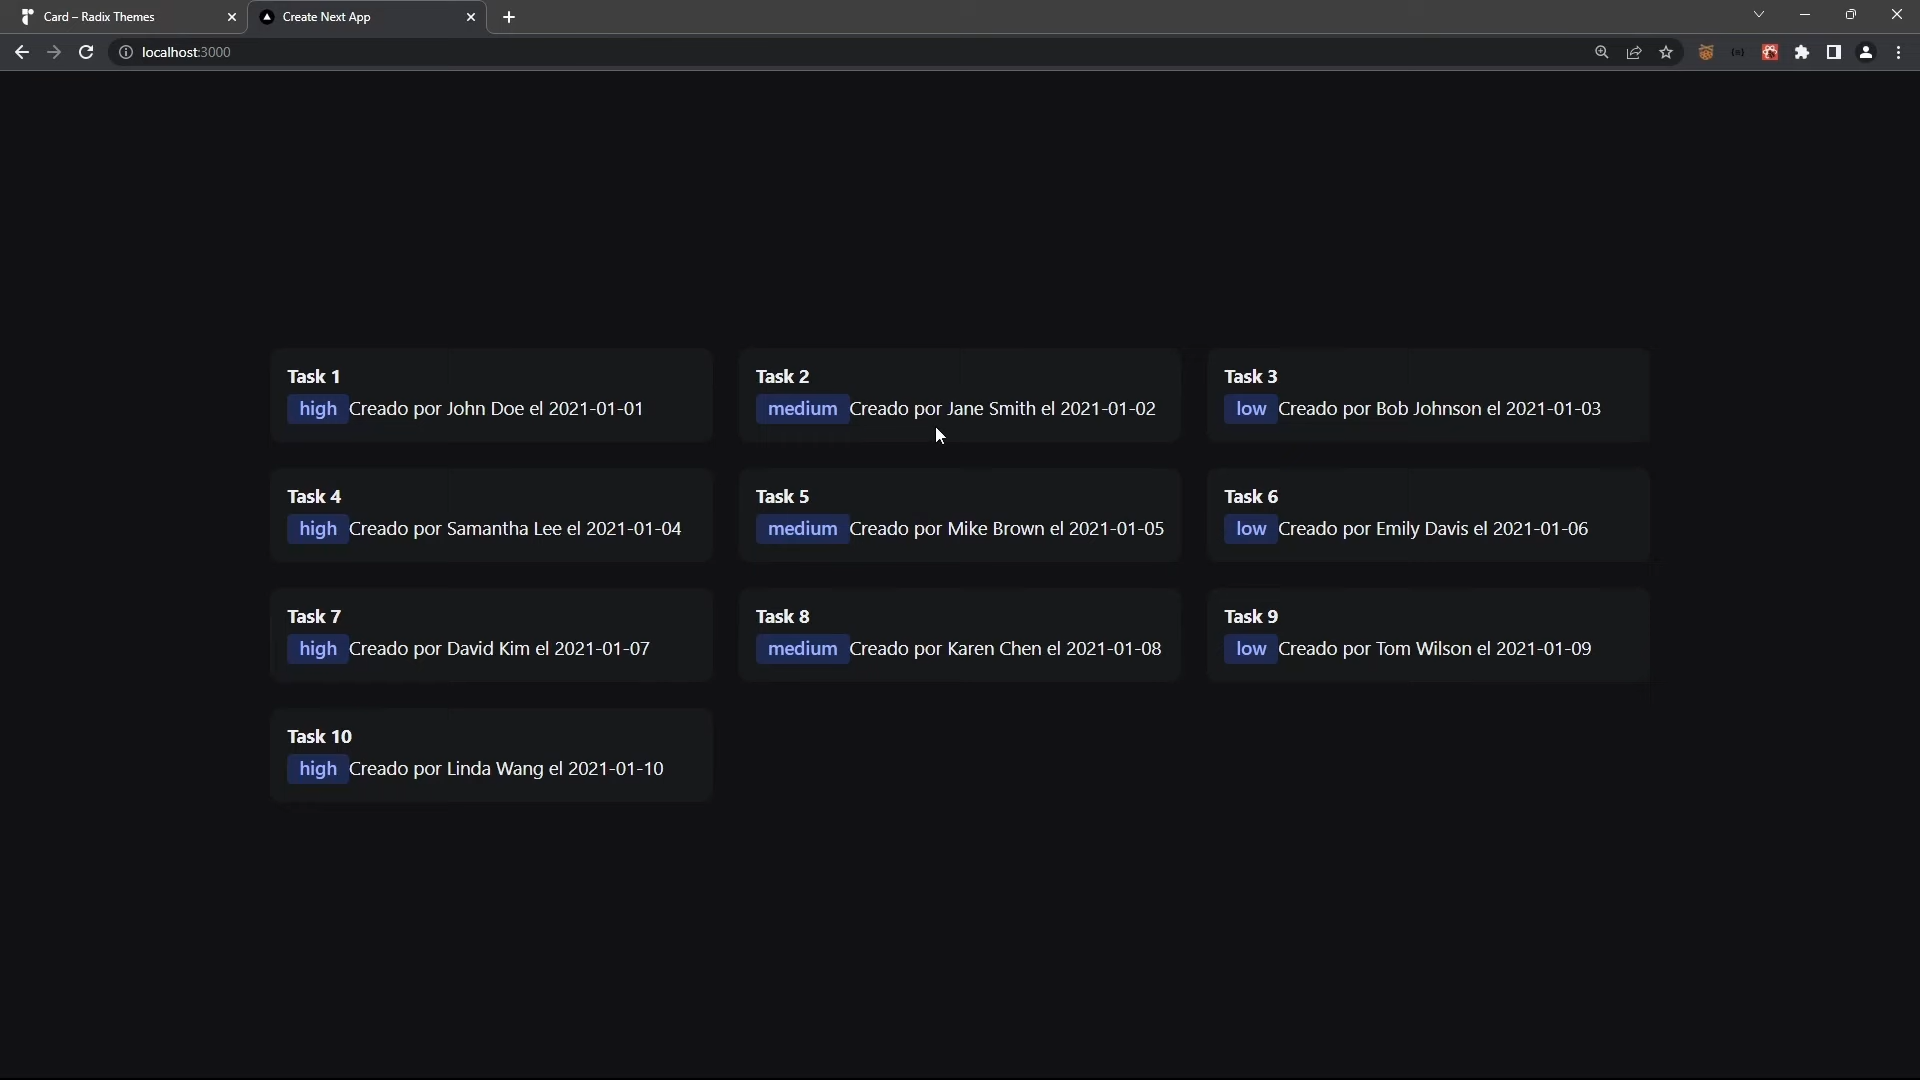 Card – Radix Themes
Create Next App
localhost:3000
Task 1
high Creado por John Doe el 2021-01-01
Task 2
medium Creado por Jane Smith el 2021-01-02
Task 3
low Creado por Bob Johnson el 2021-01-03
Task 4
high Creado por Samantha Lee el 2021-01-04
Task 5
medium Creado por Mike Brown el 2021-01-05
Task 6
low Creado por Emily Davis el 2021-01-06
Task 7
high Creado por David Kim el 2021-01-07
Task 8
medium Creado por Karen Chen el 2021-01-08
Task 9
low Creado por Tom Wilson el 2021-01-09
Task 10
high Creado por Linda Wang el 2021-01-10